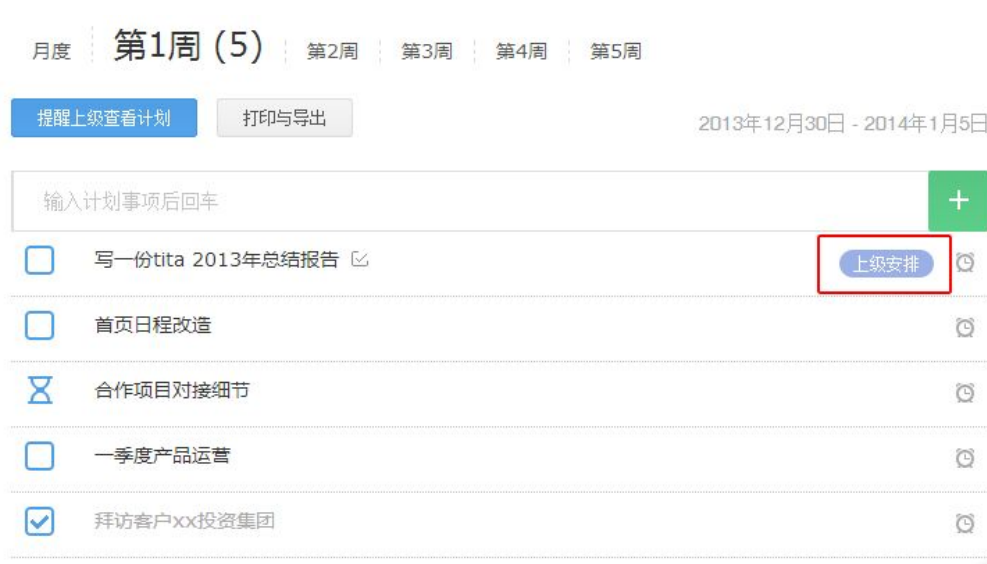 月度 第1周 (5) 第2周 第3周 第4周 第5周
提醒上级查看计划 打印与导出 2013年12月30日 - 2014年1月5日
输入计划事项后回车 +
写一份tita 2013年总结报告 上级安排
首页日程改造
合作项目对接细节
一季度产品运营
拜访客户xx投资集团